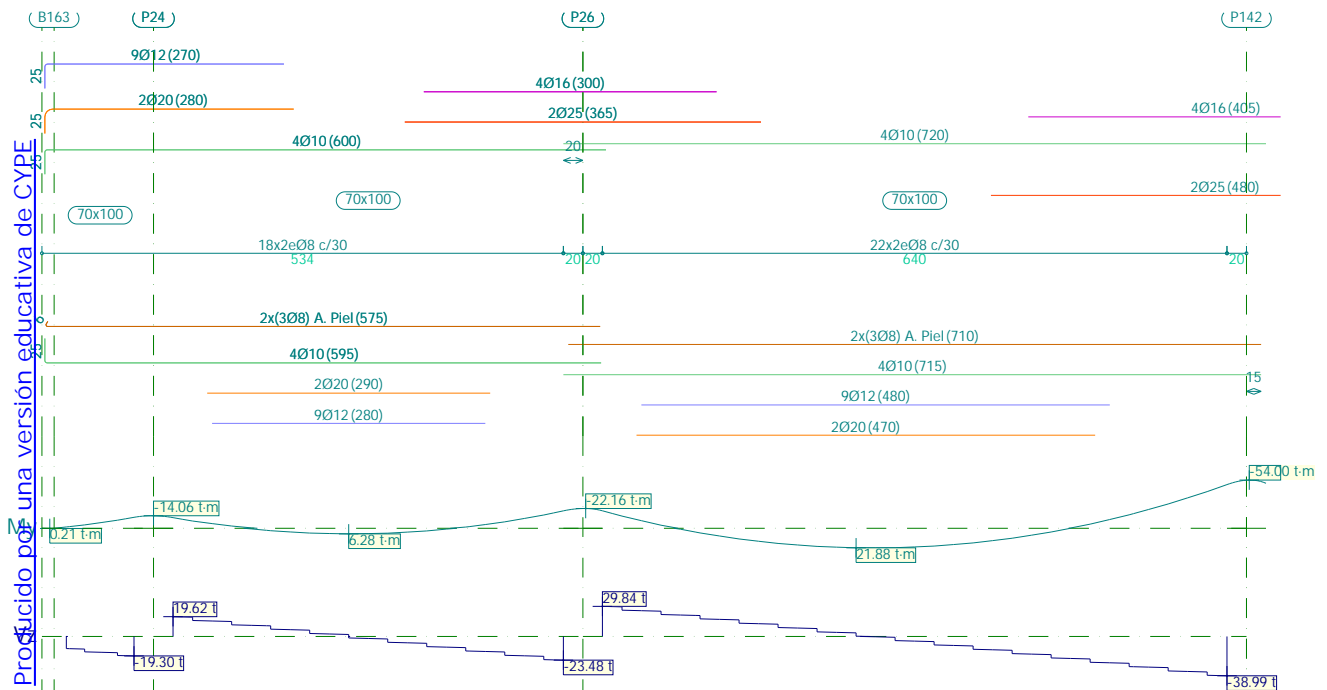 B163 P24 P26 P142
9Ø12 (270)
25
4Ø16 (300)
2Ø20 (280)
4Ø16 (405)
2Ø25 (365)
25
4Ø10 (600)
20
4Ø10 (720)
25
2Ø25 (480)
70x100 70x100
70x100
18x2eØ8 c/30 22x2eØ8 c/30
534 20 20 640 20
2x(3Ø8) A. Piel (575)
9
2x(3Ø8) A. Piel (710)
25
4Ø10 (595)
4Ø10 (715)
15
2Ø20 (290)
9Ø12 (480)
9Ø12 (280)
2Ø20 (470)
-54.00 t·m
-22.16 t·m
-14.06 t·m
My
0.21 t·m
6.28 t·m
21.88 t·m
29.84 t
19.62 t
Vz
-19.30 t
-23.48 t
-38.99 t
Producido por una versión educativa de CYPE